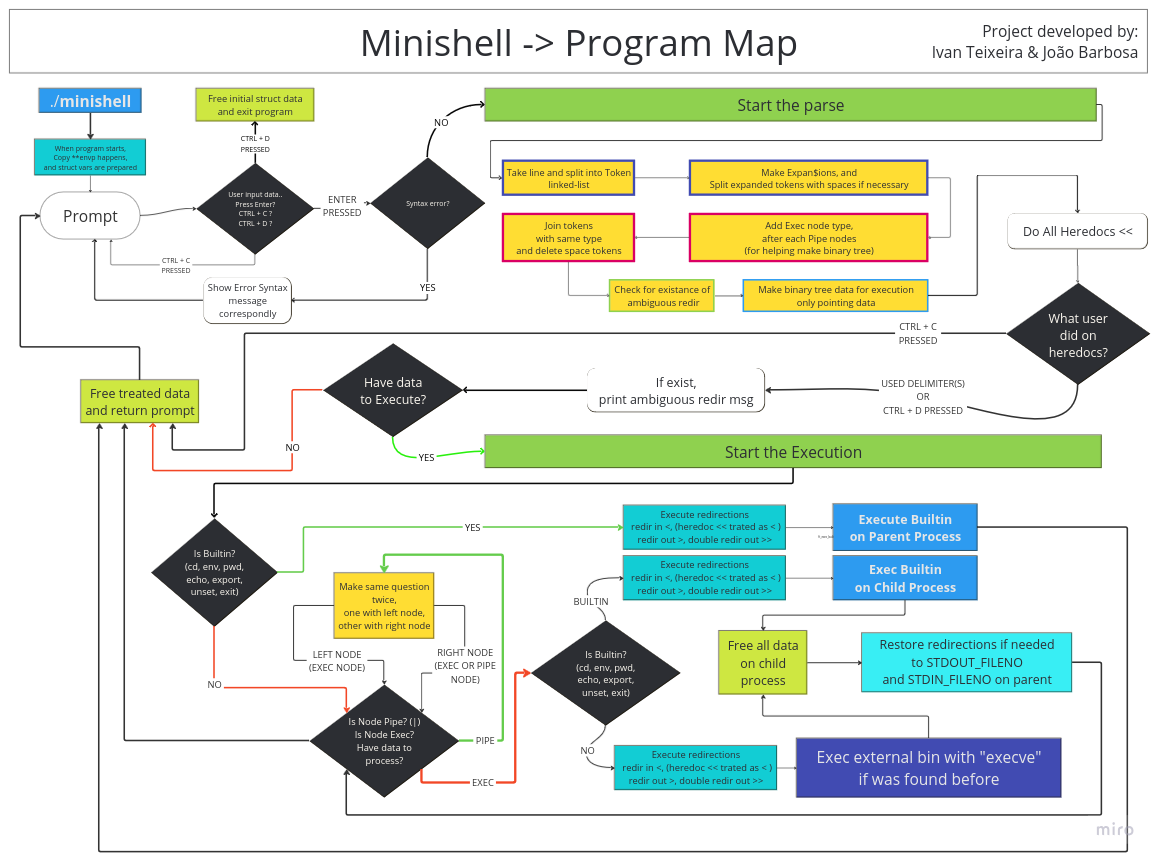 Minishell -> Program Map
Project developed by:
Ivan Teixeira & João Barbosa
./minishell
When program starts,
Copy **envp happens,
and struct vars are prepared
Prompt
Free initial struct data
and exit program
CTRL + D
PRESSED
User input data..
Press Enter?
CTRL + C ?
CTRL + D ?
ENTER
PRESSED
CTRL + C
PRESSED
Syntax error?
NO
YES
Show Error Syntax
message
correspondly
Start the parse
Take line and split into Token
linked-list
Make Expan$ions, and
Split expanded tokens with spaces if necessary
Join tokens
with same type
and delete space tokens
Add Exec node type,
after each Pipe nodes
(for helping make binary tree)
Check for existance of
ambiguous redir
Make binary tree data for execution
only pointing data
Do All Heredocs <<
What user
did on
heredocs?
CTRL + C
PRESSED
USED DELIMITER(S)
OR
CTRL + D PRESSED
If exist,
print ambiguous redir msg
Have data
to Execute?
Free treated data
and return prompt
NO
YES
Start the Execution
Is Builtin?
(cd, env, pwd,
echo, export,
unset, exit)
YES
NO
Execute redirections
redir in <, (heredoc << trated as < )
redir out >, double redir out >>
Execute Builtin
on Parent Process
Make same question
twice,
one with left node,
other with right node
LEFT NODE
(EXEC NODE)
RIGHT NODE
(EXEC OR PIPE
NODE)
Is Node Pipe? (|)
Is Node Exec?
Have data to
process?
PIPE
EXEC
BUILTIN
Is Builtin?
(cd, env, pwd,
echo, export,
unset, exit)
NO
Execute redirections
redir in <, (heredoc << trated as < )
redir out >, double redir out >>
Exec Builtin
on Child Process
Free all data
on child
process
Restore redirections if needed
to STDOUT_FILENO
and STDIN_FILENO on parent
Execute redirections
redir in <, (heredoc << trated as < )
redir out >, double redir out >>
Exec external bin with "execve"
if was found before
miro